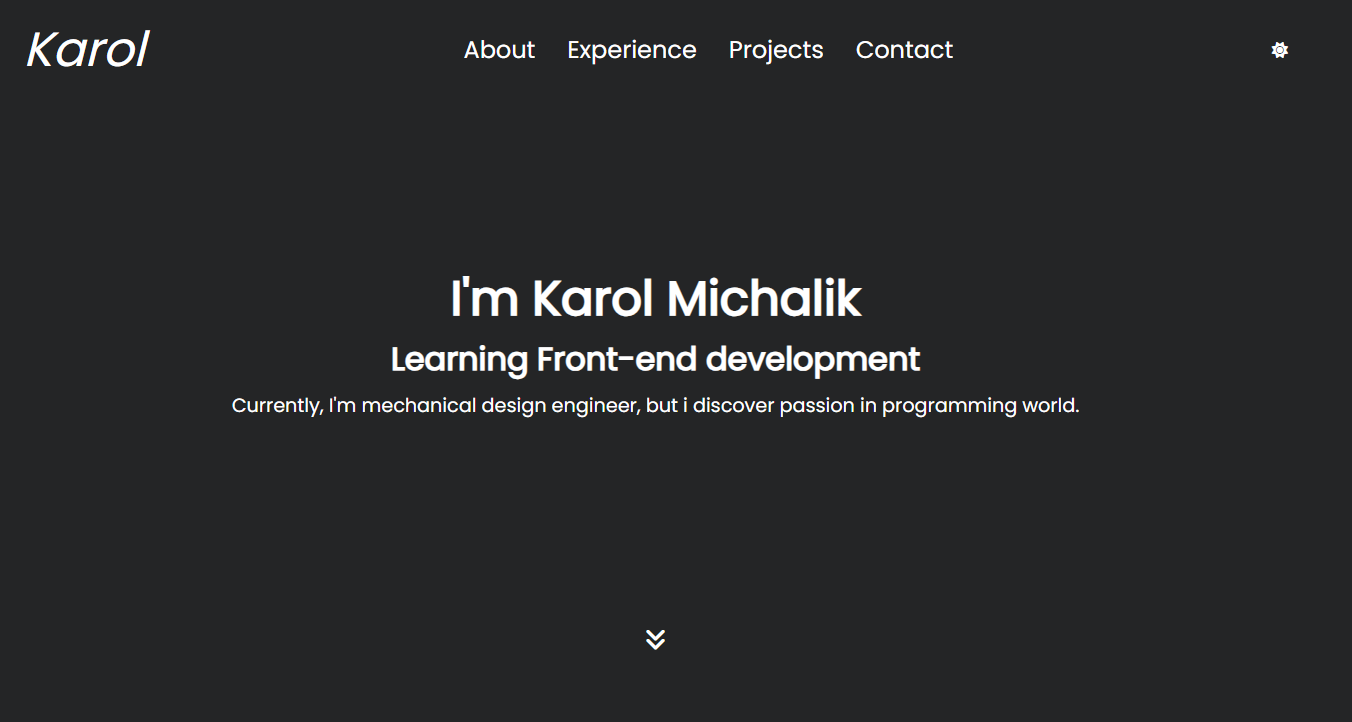 Karol
About Experience Projects Contact
I'm Karol Michalik
Learning Front-end development
Currently, I'm mechanical design engineer, but i discover passion in programming world.